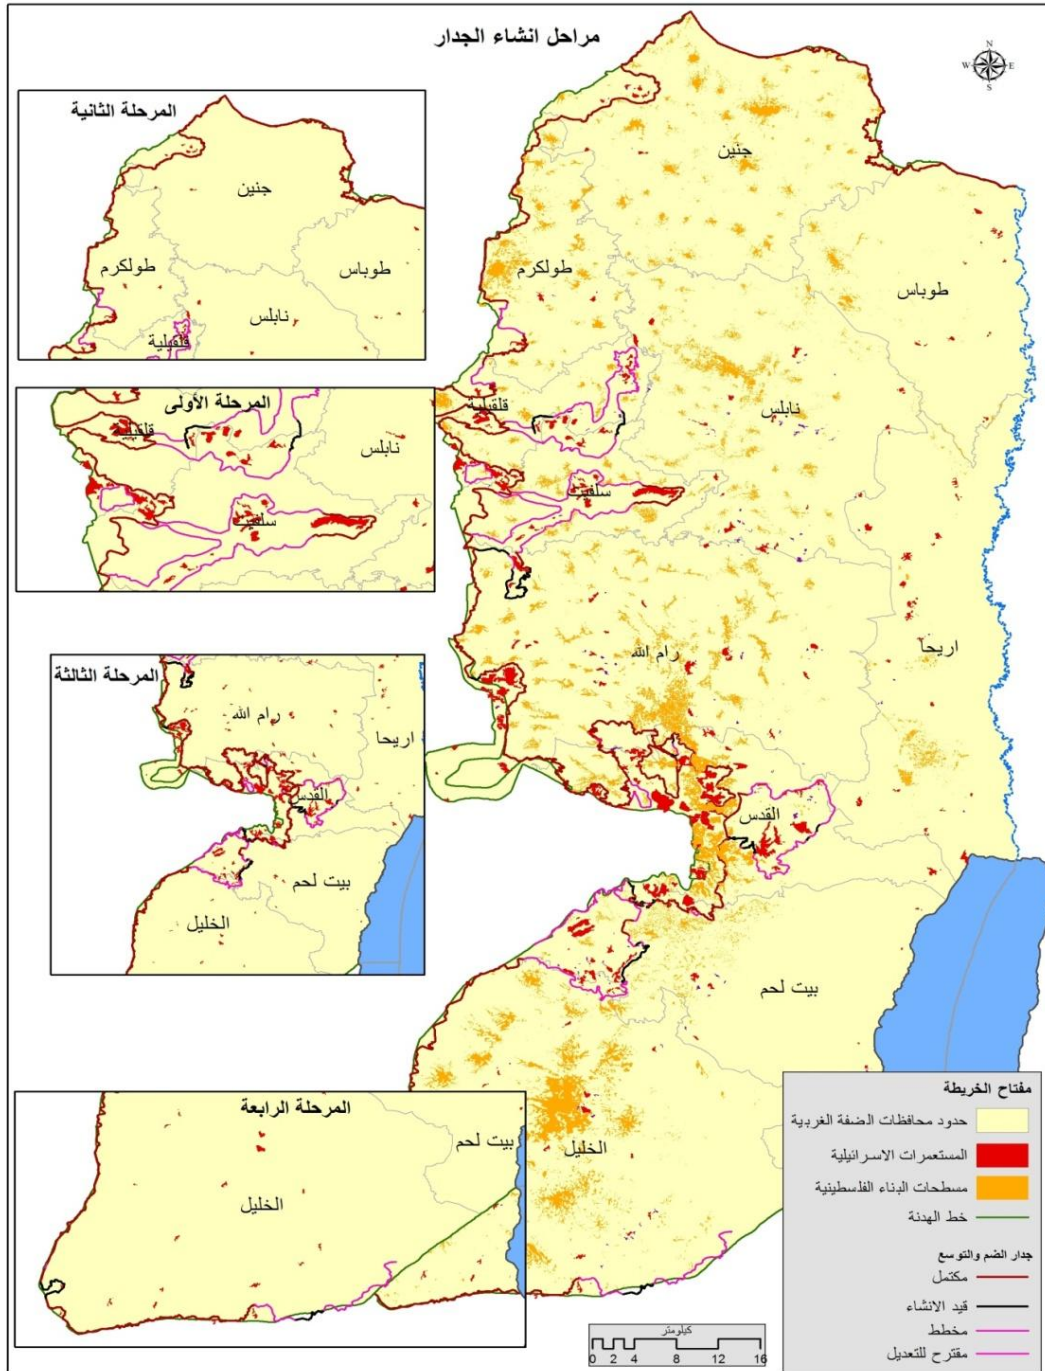 مراحل انشاء الجدار
N
W E
S
المرحلة الثانية
جنين
طولكرم
طوباس
نابلس
قلقيلية
المرحلة الأولى
قلقيلية
نابلس
سلفيت
المرحلة الثالثة
رام الله
اريحا
القدس
بيت لحم
الخليل
المرحلة الرابعة
بيت لحم
الخليل
جنين
طولكرم
طوباس
قلقيلية
نابلس
سلفيت
اريحا
رام الله
القدس
بيت لحم
الخليل
مفتاح الخريطة
حدود محافظات الضفة الغربية
المستعمرات الاسرائيلية
مسطحات البناء الفلسطينية
خط الهدنة
جدار الضم والتوسع
مكتمل
قيد الانشاء
مخطط
مقترح للتعديل
كيلومتر
0 2 4 8 12 16